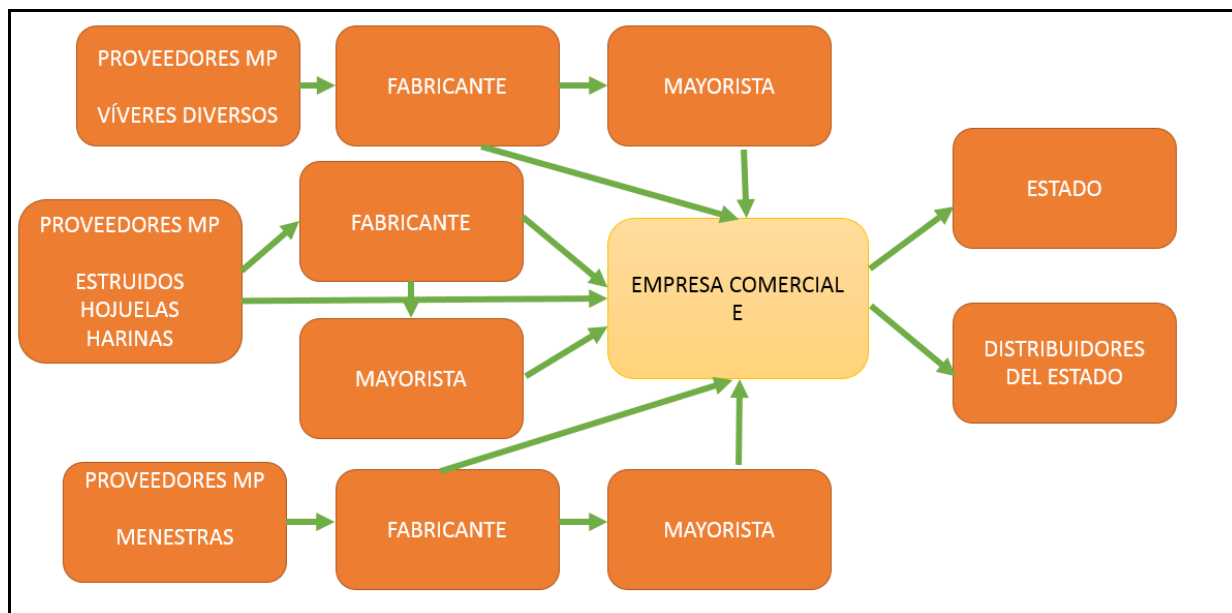 PROVEEDORES MP
VÍVERES DIVERSOS
FABRICANTE
MAYORISTA
PROVEEDORES MP
ESTRUIDOS
HOJUELAS
HARINAS
FABRICANTE
MAYORISTA
EMPRESA COMERCIAL
E
ESTADO
DISTRIBUIDORES
DEL ESTADO
PROVEEDORES MP
MENESTRAS
FABRICANTE
MAYORISTA